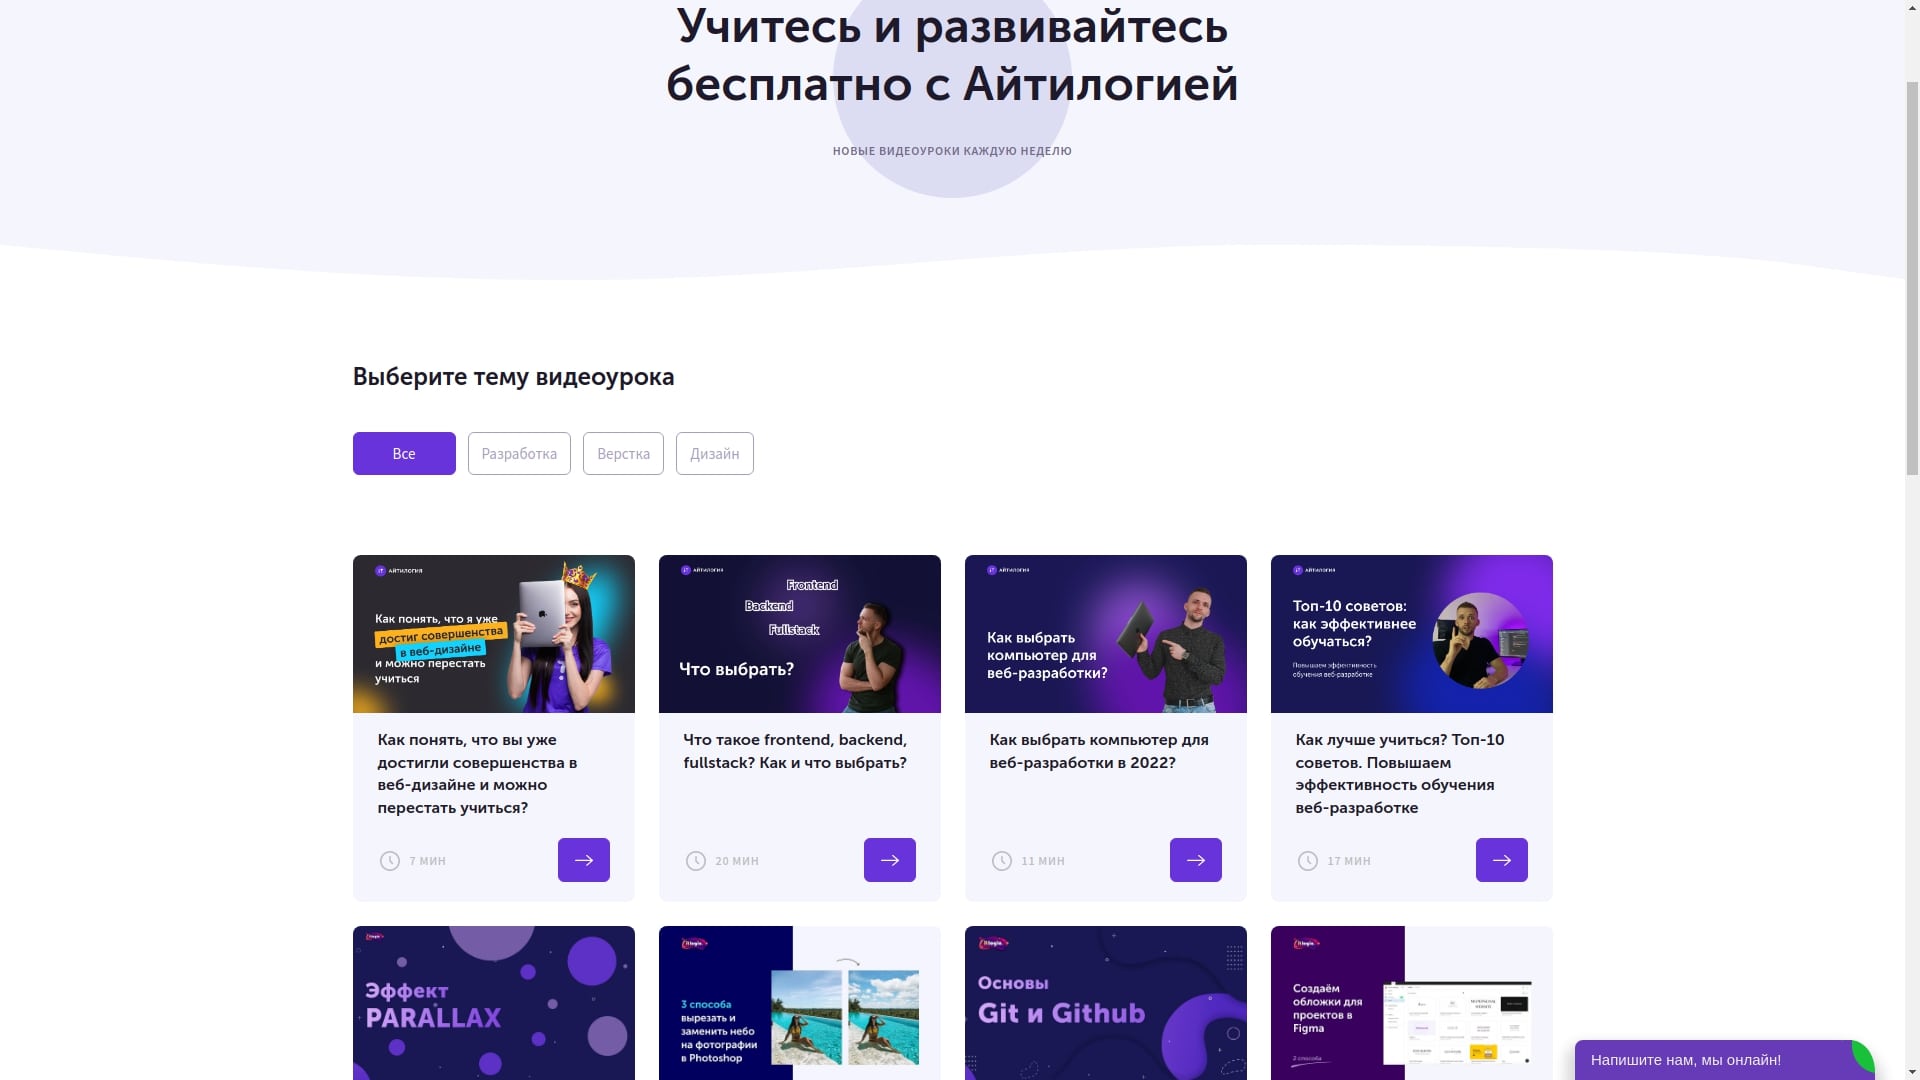 Учитесь и развивайтесь
бесплатно с Айтилогией
НОВЫЕ ВИДЕОУРОКИ КАЖДУЮ НЕДЕЛЮ
Выберите тему видеоурока
Все
Разработка
Верстка
Дизайн
АЙТИЛОГИЯ
Как понять, что я уже
достиг совершенства
в веб-дизайне
и можно перестать
учиться
Как понять, что вы уже
достигли совершенства в
веб-дизайне и можно
перестать учиться?
7 МИН
АЙТИЛОГИЯ
Frontend
Backend
Fullstack
Что выбрать?
Что такое frontend, backend,
fullstack? Как и что выбрать?
20 МИН
АЙТИЛОГИЯ
Как выбрать
компьютер для
веб-разработки?
Как выбрать компьютер для
веб-разработки в 2022?
11 МИН
АЙТИЛОГИЯ
Топ-10 советов:
как эффективнее
обучаться?
Повышаем эффективность
обучения веб-разработке
Как лучше учиться? Топ-10
советов. Повышаем
эффективность обучения
веб-разработке
17 МИН
Эффект
PARALLAX
3 способа
вырезать и
заменить небо
на фотографии
в Photoshop
Основы
Git и Github
Создаём
обложки для
проектов в
Figma
2 способа
Напишите нам, мы онлайн!